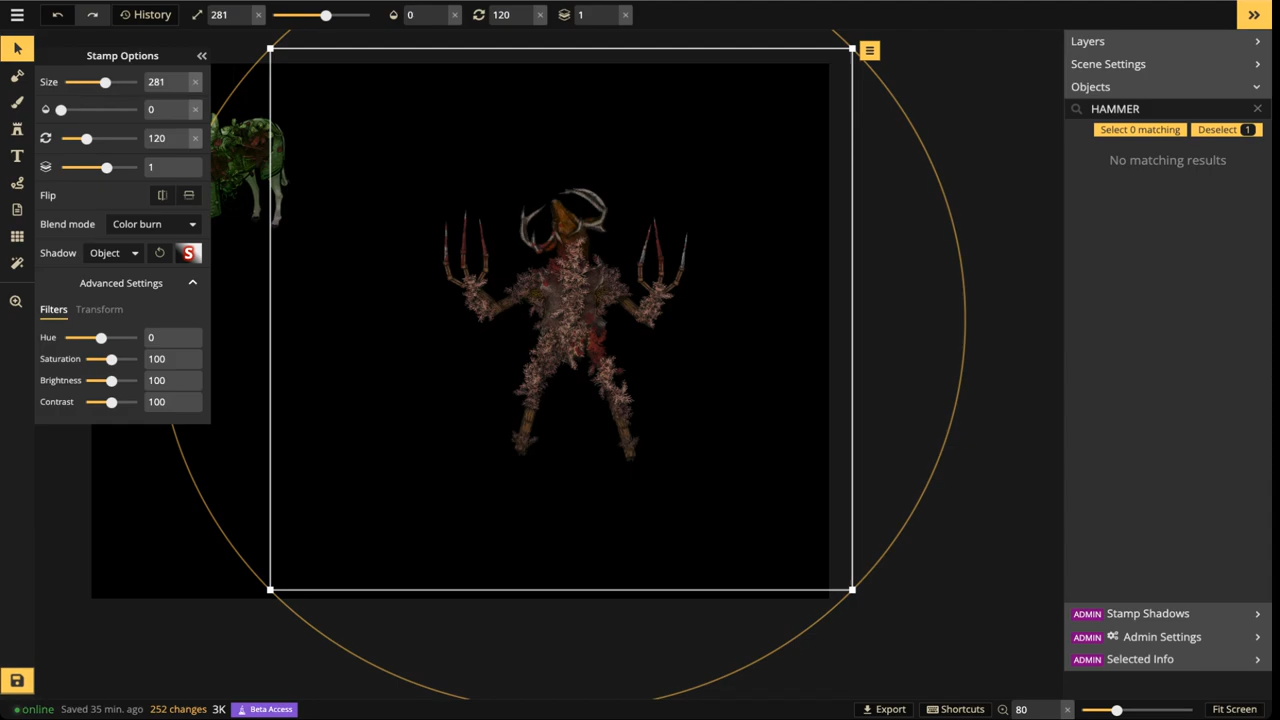 History 281 × 0 × 120 × 1 ×
Stamp Options
Size 281 ×
0 ×
120 ×
1
Flip
Blend mode Color burn
Shadow Object S
Advanced Settings
Filters Transform
Hue 0
Saturation 100
Brightness 100
Contrast 100
Layers
Scene Settings
Objects
HAMMER
Select 0 matching Deselect 1
No matching results
ADMIN Stamp Shadows
ADMIN Admin Settings
ADMIN Selected Info
online Saved 35 min. ago 252 changes 3K Beta Access Export Shortcuts 80 × Fit Screen